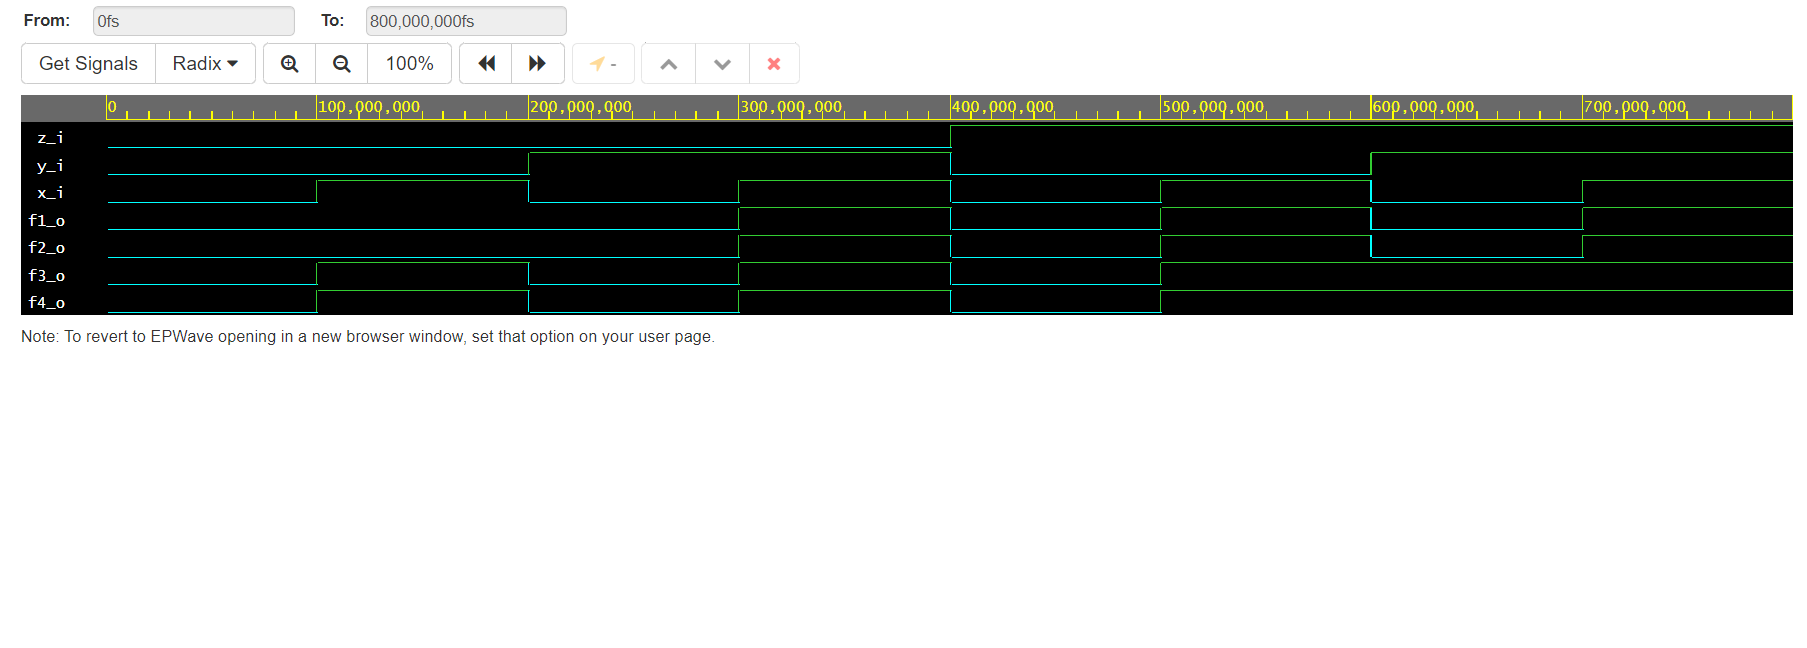 From: 0fs To: 800,000,000fs
Get Signals Radix 100% -
0 100,000,000 200,000,000 300,000,000 400,000,000 500,000,000 600,000,000 700,000,000
z_i
y_i
x_i
f1_o
f2_o
f3_o
f4_o
Note: To revert to EPWave opening in a new browser window, set that option on your user page.